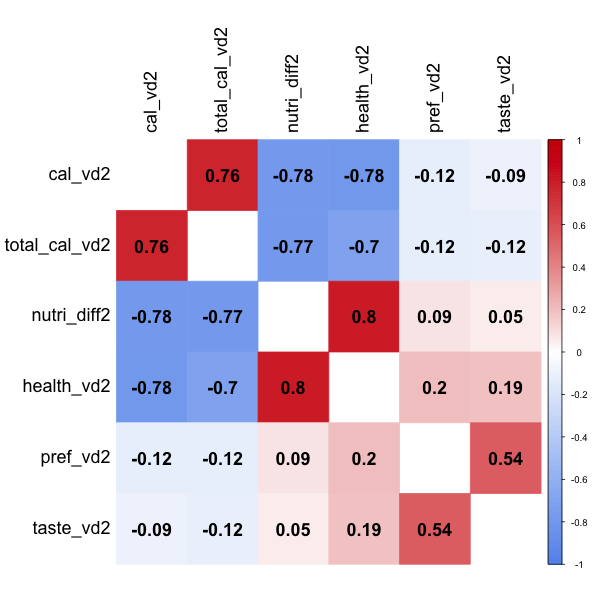 cal_vd2 total_cal_vd2 nutri_diff2 health_vd2 pref_vd2 taste_vd2
cal_vd2 0.76 -0.78 -0.78 -0.12 -0.09
total_cal_vd2 0.76 -0.77 -0.7 -0.12 -0.12
nutri_diff2 -0.78 -0.77 0.8 0.09 0.05
health_vd2 -0.78 -0.7 0.8 0.2 0.19
pref_vd2 -0.12 -0.12 0.09 0.2 0.54
taste_vd2 -0.09 -0.12 0.05 0.19 0.54
1
0.8
0.6
0.4
0.2
0
-0.2
-0.4
-0.6
-0.8
-1